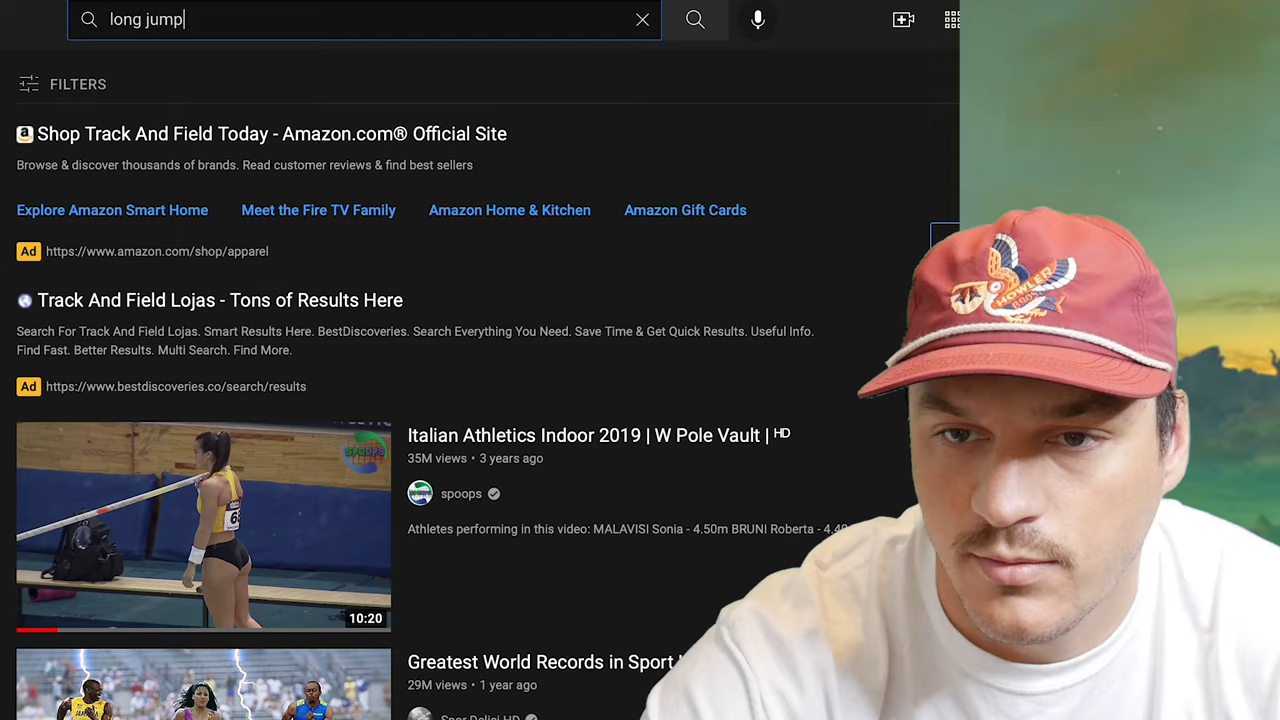 long jump
FILTERS
Shop Track And Field Today - Amazon.com® Official Site
Browse & discover thousands of brands. Read customer reviews & find best sellers
Explore Amazon Smart Home Meet the Fire TV Family Amazon Home & Kitchen Amazon Gift Cards
Ad https://www.amazon.com/shop/apparel
Track And Field Lojas - Tons of Results Here
Search For Track And Field Lojas. Smart Results Here. BestDiscoveries. Search Everything You Need. Save Time & Get Quick Results. Useful Info.
Find Fast. Better Results. Multi Search. Find More.
Ad https://www.bestdiscoveries.co/search/results
HOWLER
BROS
SPOOPS
10:20
Italian Athletics Indoor 2019 | W Pole Vault | ᴴᴰ
35M views • 3 years ago
spoops
Athletes performing in this video: MALAVISI Sonia - 4.50m BRUNI Roberta - 4.40
Greatest World Records in Sport
29M views • 1 year ago
Spor Delisi HD